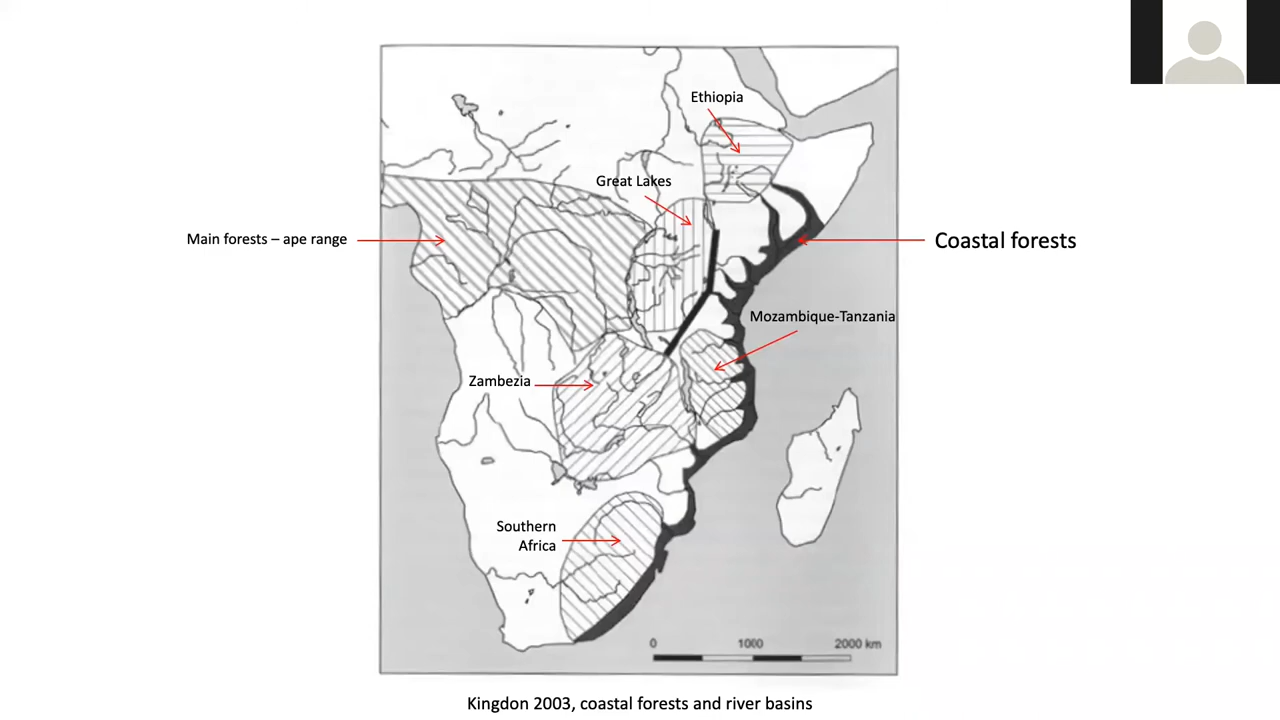 Ethiopia
Great Lakes
Main forests – ape range
Coastal forests
Mozambique-Tanzania
Zambezia
Southern
Africa
0 1000 2000 km
Kingdon 2003, coastal forests and river basins